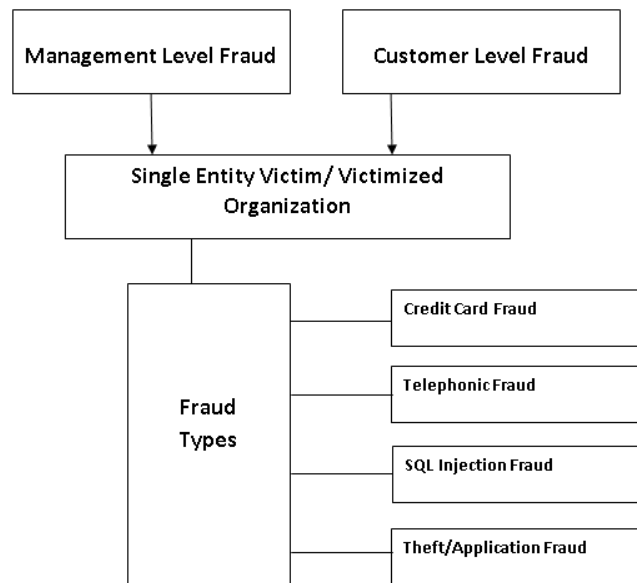 Management Level Fraud
Customer Level Fraud
Single Entity Victim/ Victimized
Organization
Fraud
Types
Credit Card Fraud
Telephonic Fraud
SQL Injection Fraud
Theft/Application Fraud